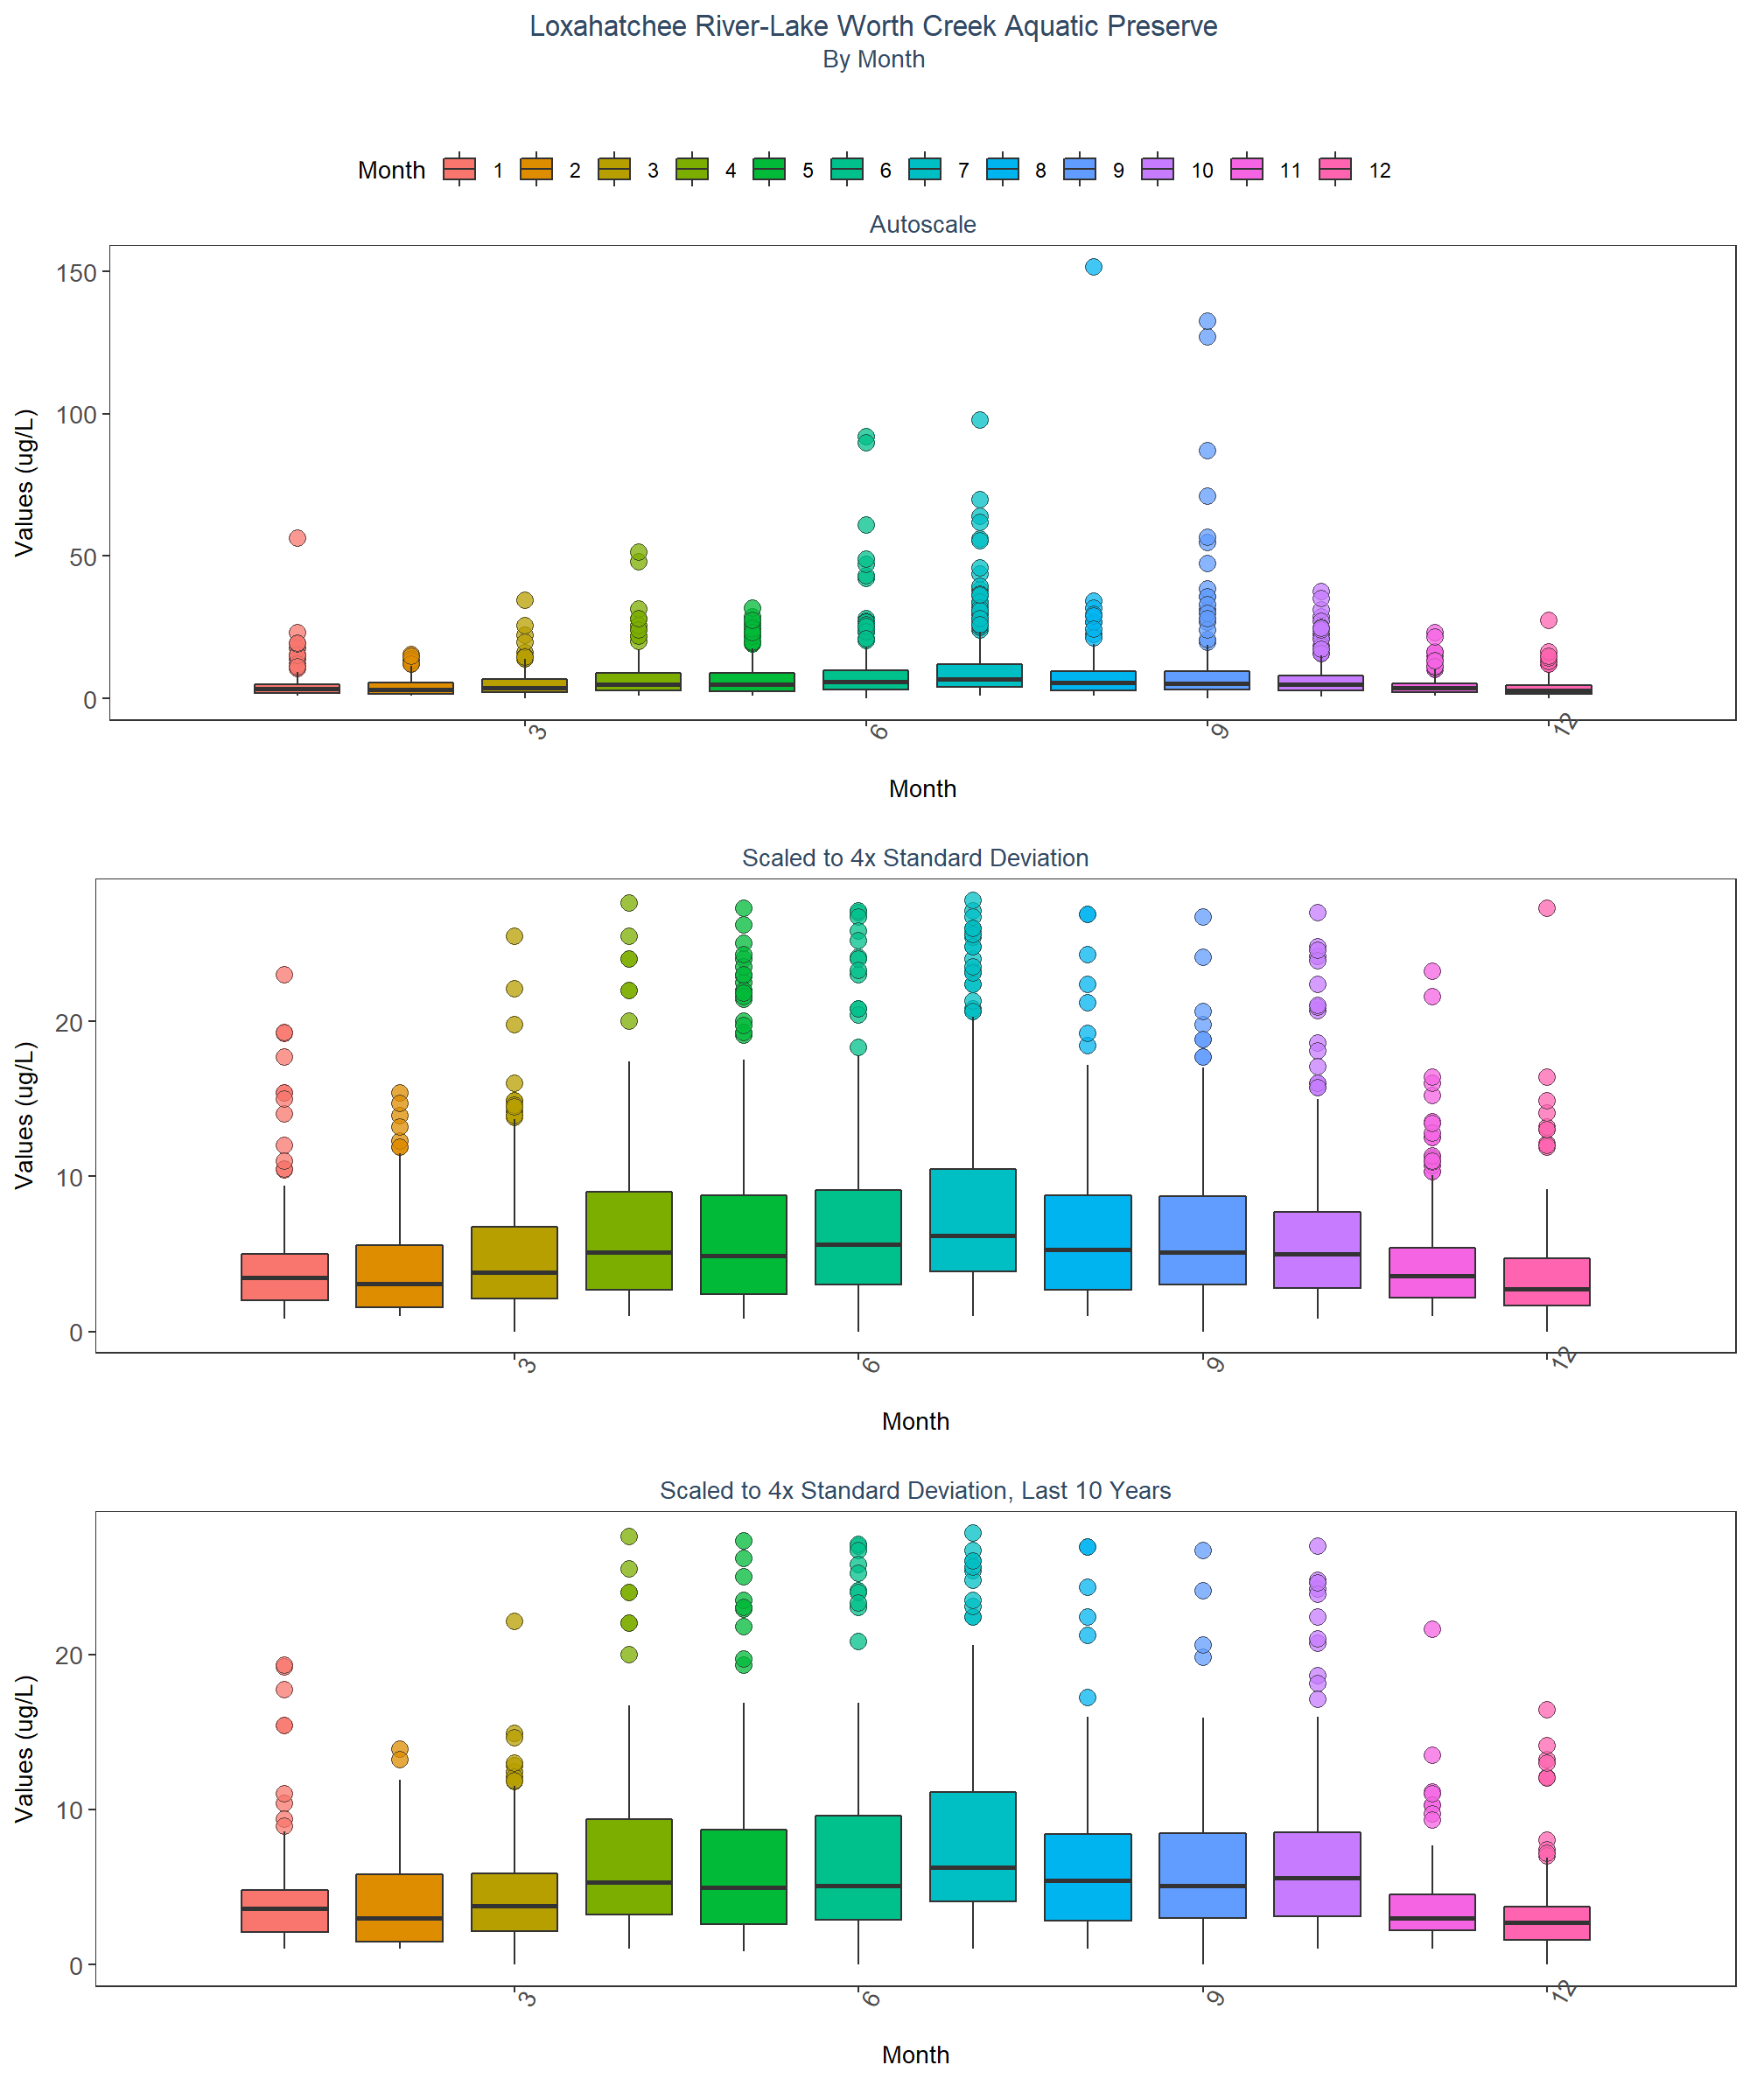 Loxahatchee River-Lake Worth Creek Aquatic Preserve
By Month
Month 1 2 3 4 5 6 7 8 9 10 11 12
Autoscale
Values (ug/L)
150
100
50
0
3 6 9 12
Month
Scaled to 4x Standard Deviation
Values (ug/L)
20
10
0
3 6 9 12
Month
Scaled to 4x Standard Deviation, Last 10 Years
Values (ug/L)
20
10
0
3 6 9 12
Month